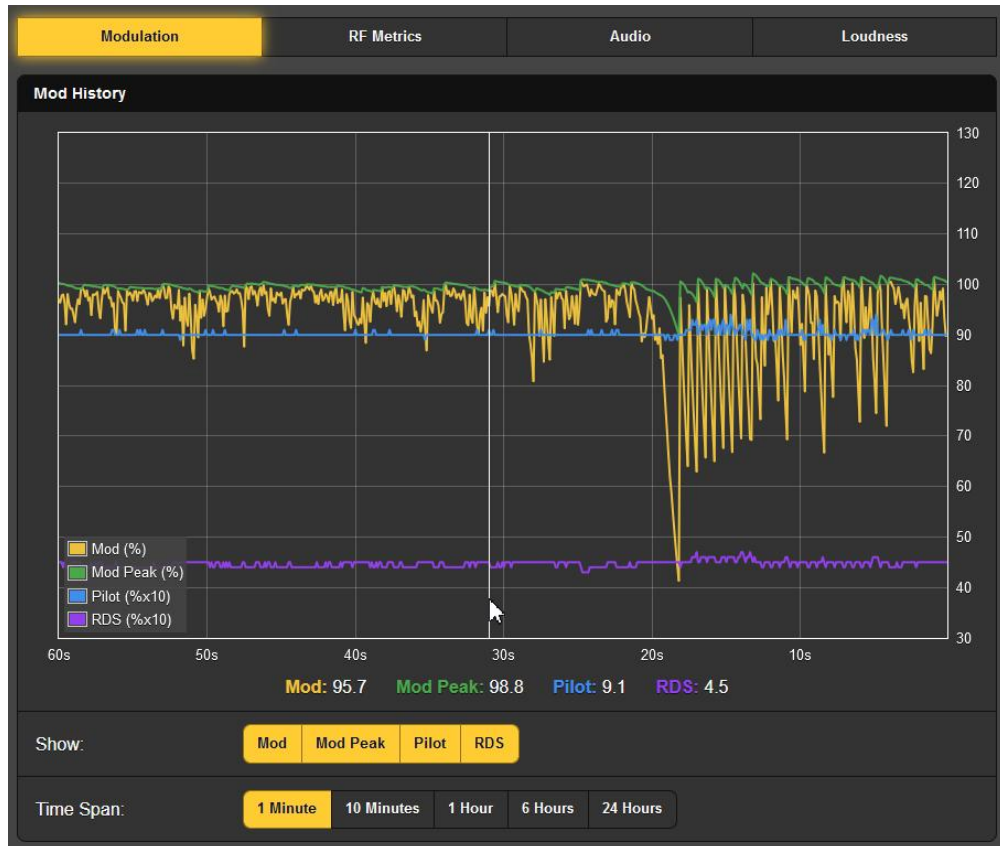 Modulation RF Metrics Audio Loudness
Mod History
130
120
110
100
90
80
70
60
50
40
30
Mod (%)
Mod Peak (%)
Pilot (%x10)
RDS (%x10)
60s 50s 40s 30s 20s 10s
Mod: 95.7 Mod Peak: 98.8 Pilot: 9.1 RDS: 4.5
Show: Mod Mod Peak Pilot RDS
Time Span: 1 Minute 10 Minutes 1 Hour 6 Hours 24 Hours